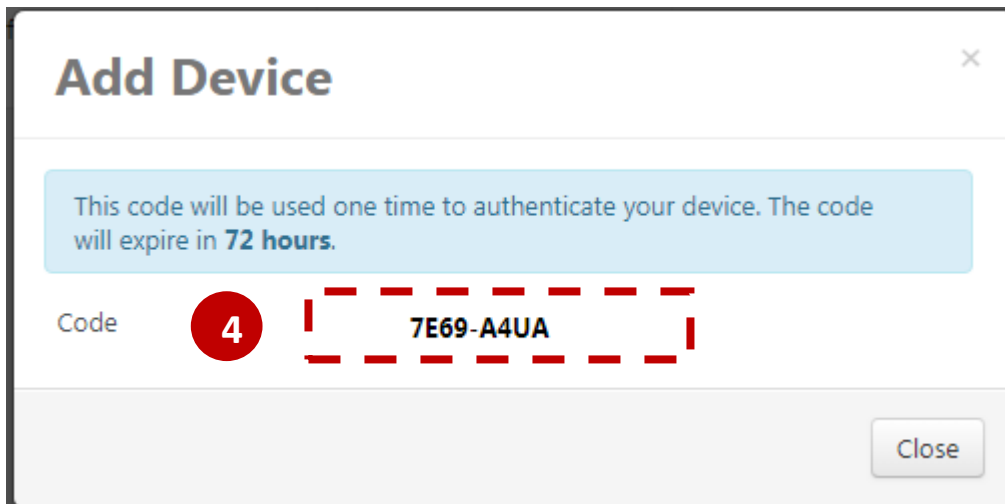 Add Device
×
This code will be used one time to authenticate your device. The code
will expire in 72 hours.
Code 4 7E69-A4UA
Close